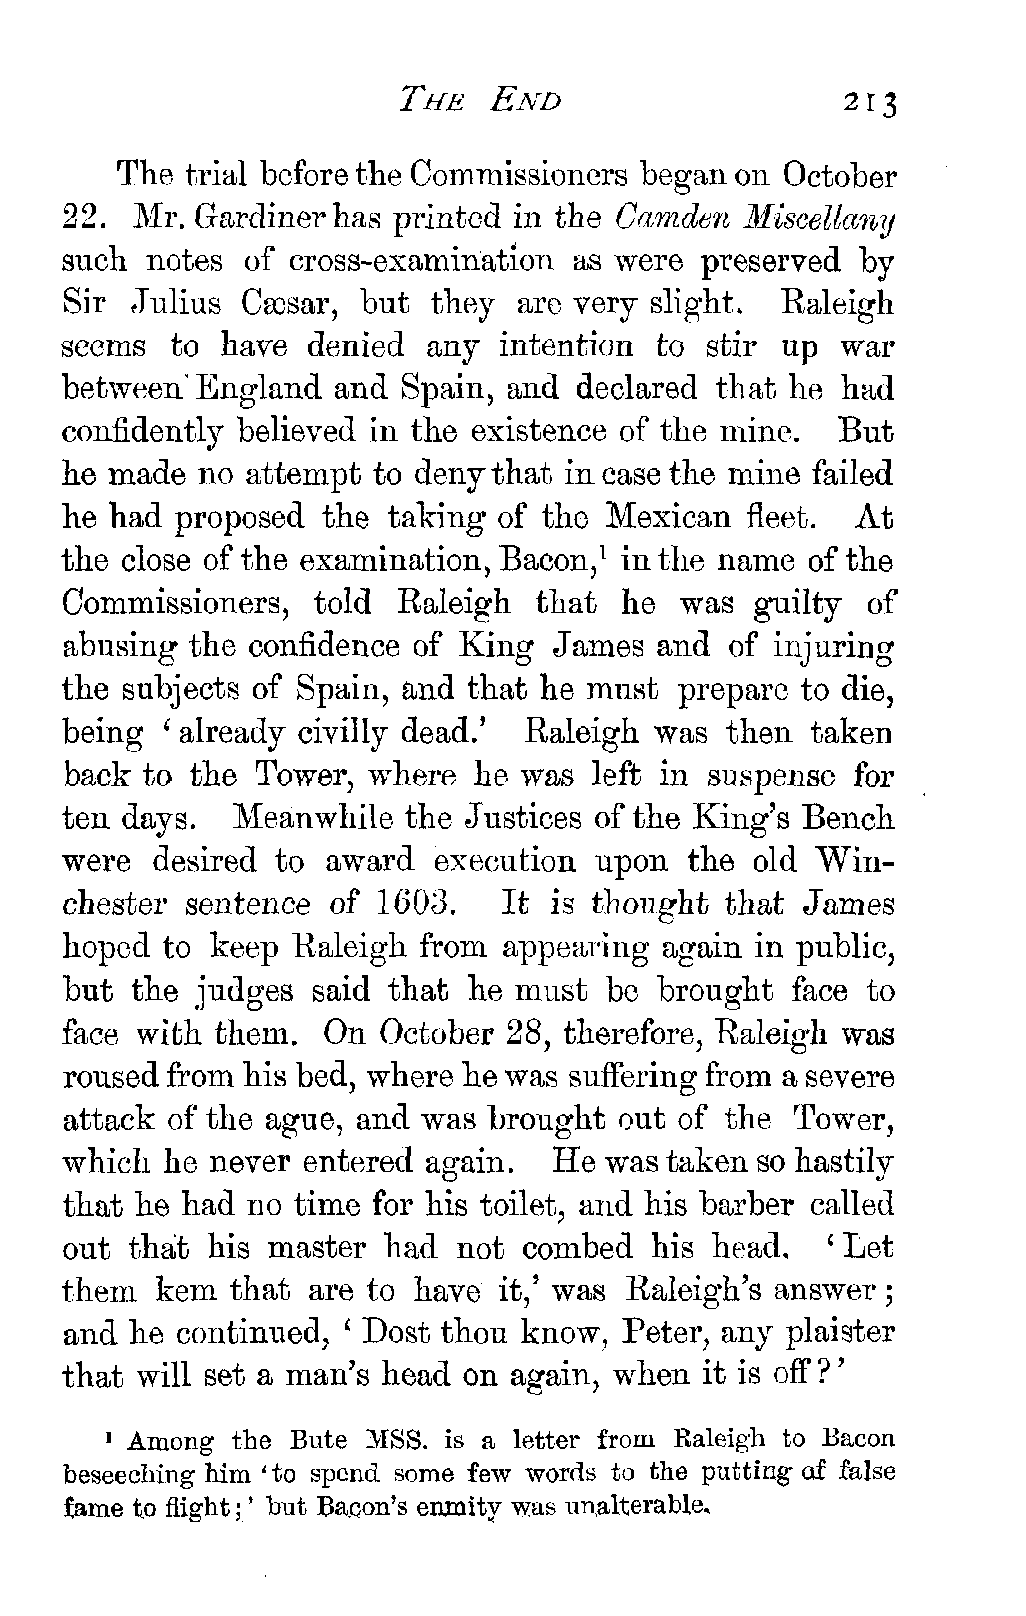 THE END 213
The trial before the Commissioners began on October
22. Mr. Gardiner has printed in the Camden Miscellany
such notes of cross-examination as were preserved by
Sir Julius Cæsar, but they are very slight. Raleigh
seems to have denied any intention to stir up war
between England and Spain, and declared that he had
confidently believed in the existence of the mine. But
he made no attempt to deny that in case the mine failed
he had proposed the taking of the Mexican fleet. At
the close of the examination, Bacon,¹ in the name of the
Commissioners, told Raleigh that he was guilty of
abusing the confidence of King James and of injuring
the subjects of Spain, and that he must prepare to die,
being ‘already civilly dead.’ Raleigh was then taken
back to the Tower, where he was left in suspense for
ten days. Meanwhile the Justices of the King’s Bench
were desired to award execution upon the old Win-
chester sentence of 1603. It is thought that James
hoped to keep Raleigh from appearing again in public,
but the judges said that he must be brought face to
face with them. On October 28, therefore, Raleigh was
roused from his bed, where he was suffering from a severe
attack of the ague, and was brought out of the Tower,
which he never entered again. He was taken so hastily
that he had no time for his toilet, and his barber called
out that his master had not combed his head. ‘Let
them kem that are to have it,’ was Raleigh’s answer;
and he continued, ‘Dost thou know, Peter, any plaister
that will set a man’s head on again, when it is off?’
¹ Among the Bute MSS. is a letter from Raleigh to Bacon
beseeching him ‘to spend some few words to the putting of false
fame to flight;’ but Bacon’s enmity was unalterable.